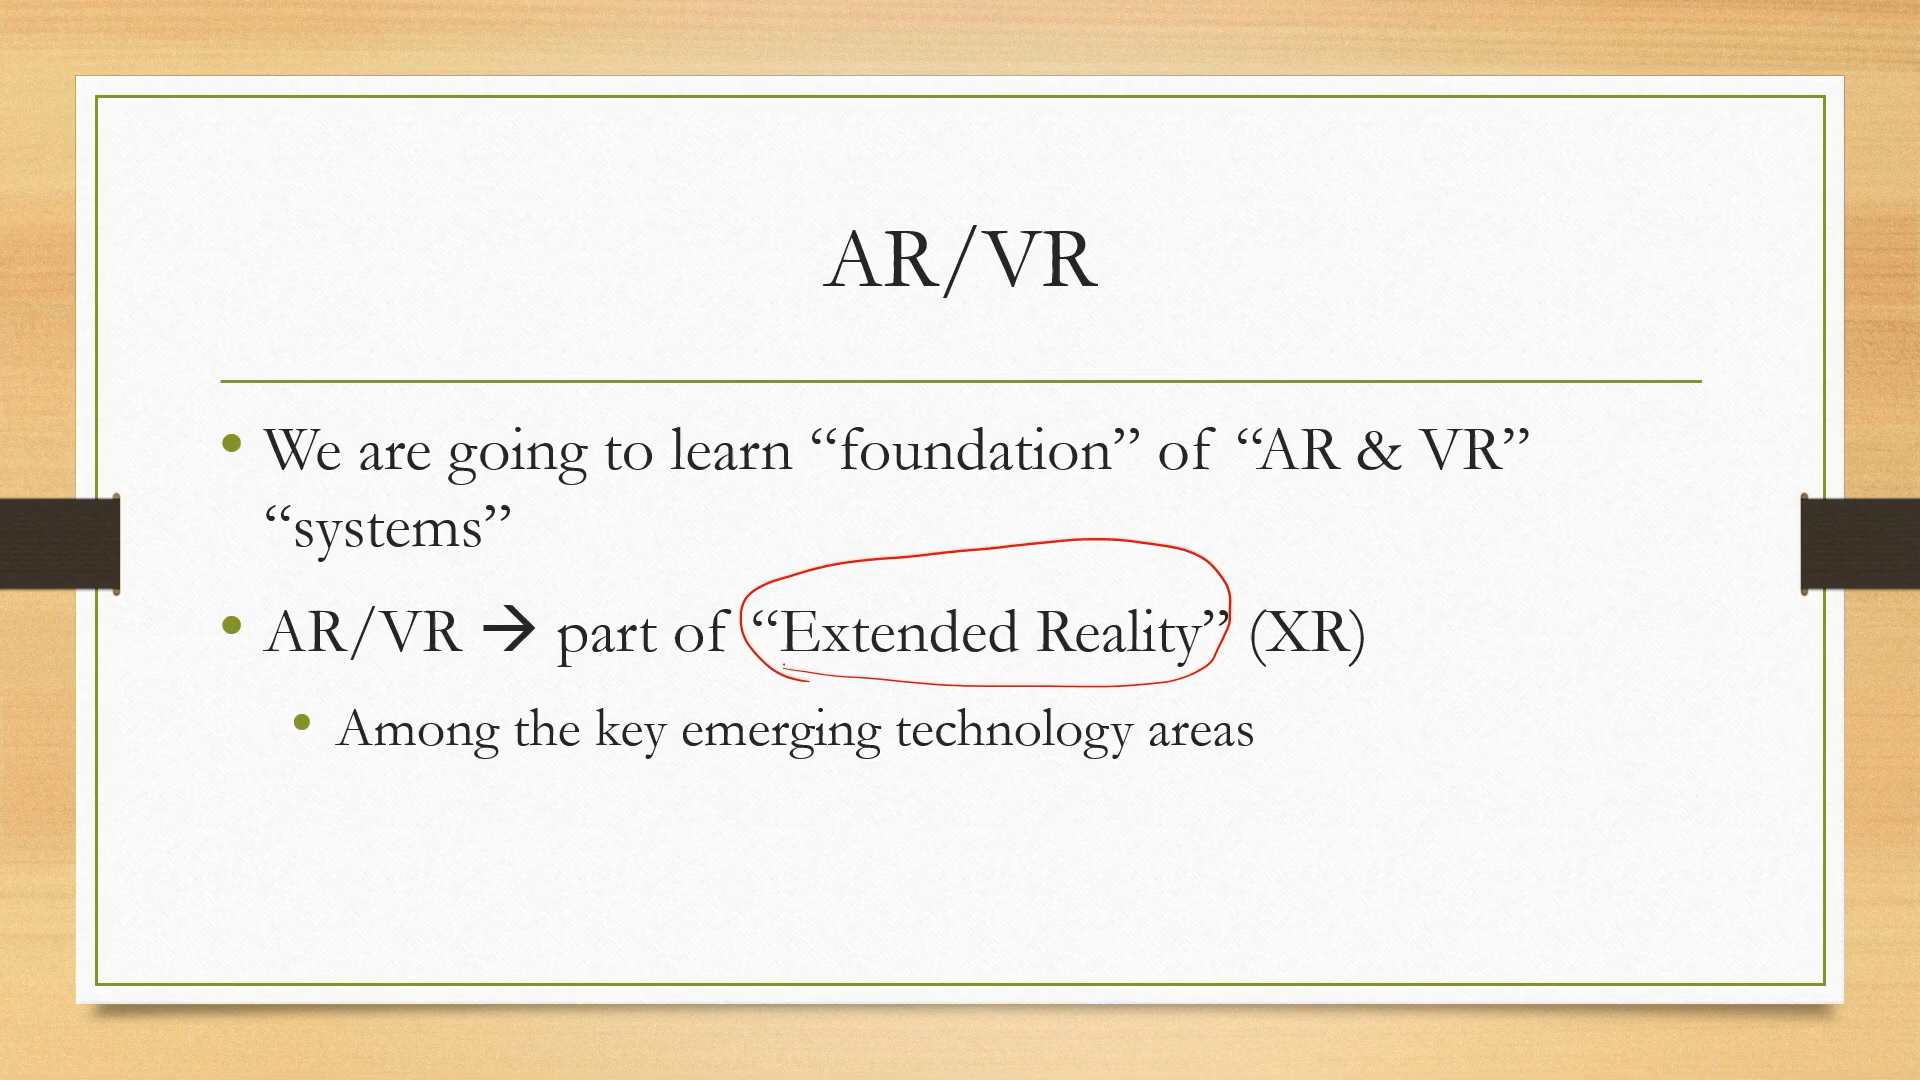 AR/VR
We are going to learn “foundation” of “AR & VR”
“systems”
AR/VR → part of “Extended Reality” (XR)
Among the key emerging technology areas